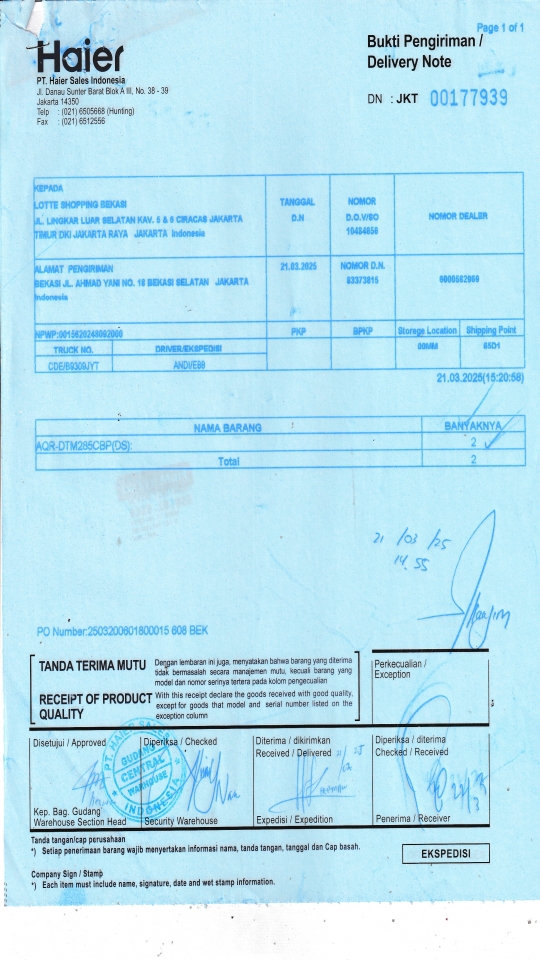 Page 1 of 1
Haier
PT. Haier Sales Indonesia
Jl. Danau Sunter Barat Blok A III, No. 38 - 39
Jakarta 14350
Telp : (021) 6505668 (Hunting)
Fax : (021) 6512556
Bukti Pengiriman /
Delivery Note
DN : JKT 00177939
KEPADA
LOTTE SHOPPING BEKASI
JL. LINGKAR LUAR SELATAN KAV. 5 & 6 CIRACAS JAKARTA
TIMUR DKI JAKARTA RAYA JAKARTA Indonesia
TANGGAL
D.N
NOMOR
D.O.V/SO
10484656
NOMOR DEALER
ALAMAT PENGIRIMAN
BEKASI JL. AHMAD YANI NO. 18 BEKASI SELATAN JAKARTA
Indonesia
21.03.2025
NOMOR D.N.
83373815
NPWP:0015620248092000
PKP
BPKP
Storege Location
Shipping Point
TRUCK NO.
DRIVER/EKSPEDISI
CDE/B9309JYT
21.03.2025(15:20:58)
NAMA BARANG
BANYAKNYA
AQR-DTM285CBP(DS):
2
Total
2
21/03/25
14.55
PO Number:2503200601800015 608 BEK
TANDA TERIMA MUTU
Dengan lembaran ini juga, menyatakan bahwa barang yang diterima
tidak bermasalah secara manajemen mutu, kecuali barang yang
model dan nomor serinya tertera pada kolom pengecualian
RECEIPT OF PRODUCT
QUALITY
With this receipt declare the goods received with good quality,
except for goods that model and serial number listed on the
exception column
Perkecualian /
Exception
Disetujui / Approved
Diperiksa / Checked
Diterima / dikirimkan
Received / Delivered
Diperiksa / diterima
Checked / Received
PT. HAIER SALES INDONESIA
GUDANG
CENTRAL
WAREHOUSE
Kep. Bag. Gudang
Warehouse Section Head
Security Warehouse
Expedisi / Expedition
Penerima / Receiver
Tanda tangan/cap perusahaan
*) Setiap penerimaan barang wajib menyertakan informasi nama, tanda tangan, tanggal dan Cap basah.
EKSPEDISI
Company Sign / Stamp
*) Each item must include name, signature, date and wet stamp information.